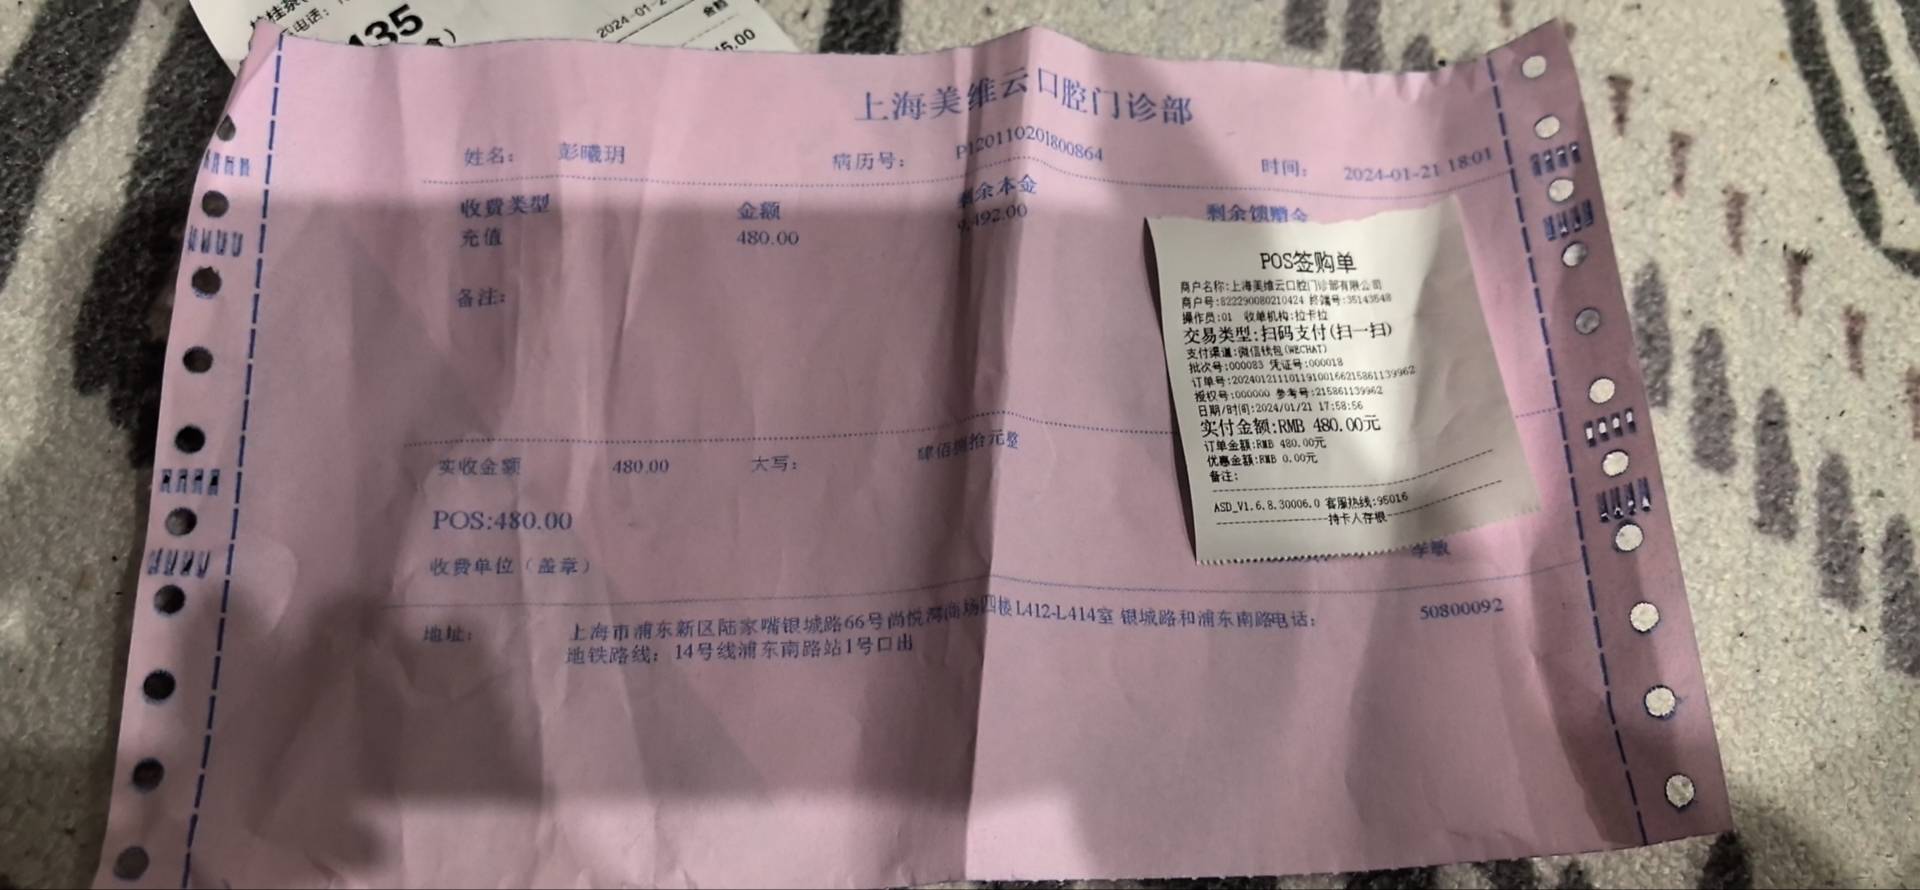 135
2024-01-2
金额
15.00
上海美维云口腔门诊部
姓名: 彭曦玥 病历号: P120110201800864 时间: 2024-01-21 18:01
收费类型 金额 剩余本金 剩余馈赠金
充值 480.00 9,492.00
备注:
实收金额 480.00 大写: 肆佰捌拾元整
POS:480.00
收费单位（盖章） 李敏
地址: 上海市浦东新区陆家嘴银城路66号尚悦湾商场四楼L412-L414室 银城路和浦东南路电话: 50800092
地铁路线: 14号线浦东南路站1号口出
POS签购单
商户名称:上海美维云口腔门诊部有限公司
商户号:822290080210424 终端号:35143548
操作员:01 收单机构:拉卡拉
交易类型:扫码支付(扫一扫)
支付渠道:微信钱包(WECHAT)
批次号:000083 凭证号:000018
订单号:20240121110119100166215861139962
授权号:000000 参考号:215861139962
日期/时间:2024/01/21 17:58:56
实付金额:RMB 480.00元
订单金额:RMB 480.00元
优惠金额:RMB 0.00元
备注:
ASD_V1.6.8.30006.0 客服热线:95016
持卡人存根